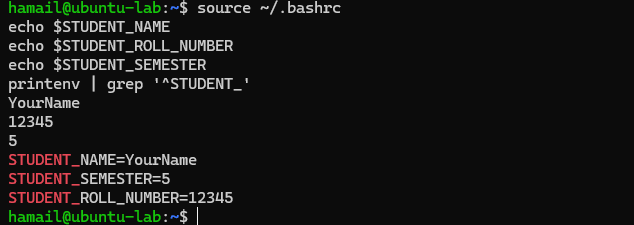 hamail@ubuntu-lab:~$ source ~/.bashrc
echo $STUDENT_NAME
echo $STUDENT_ROLL_NUMBER
echo $STUDENT_SEMESTER
printenv | grep '^STUDENT_'
YourName
12345
5
STUDENT_NAME=YourName
STUDENT_SEMESTER=5
STUDENT_ROLL_NUMBER=12345
hamail@ubuntu-lab:~$